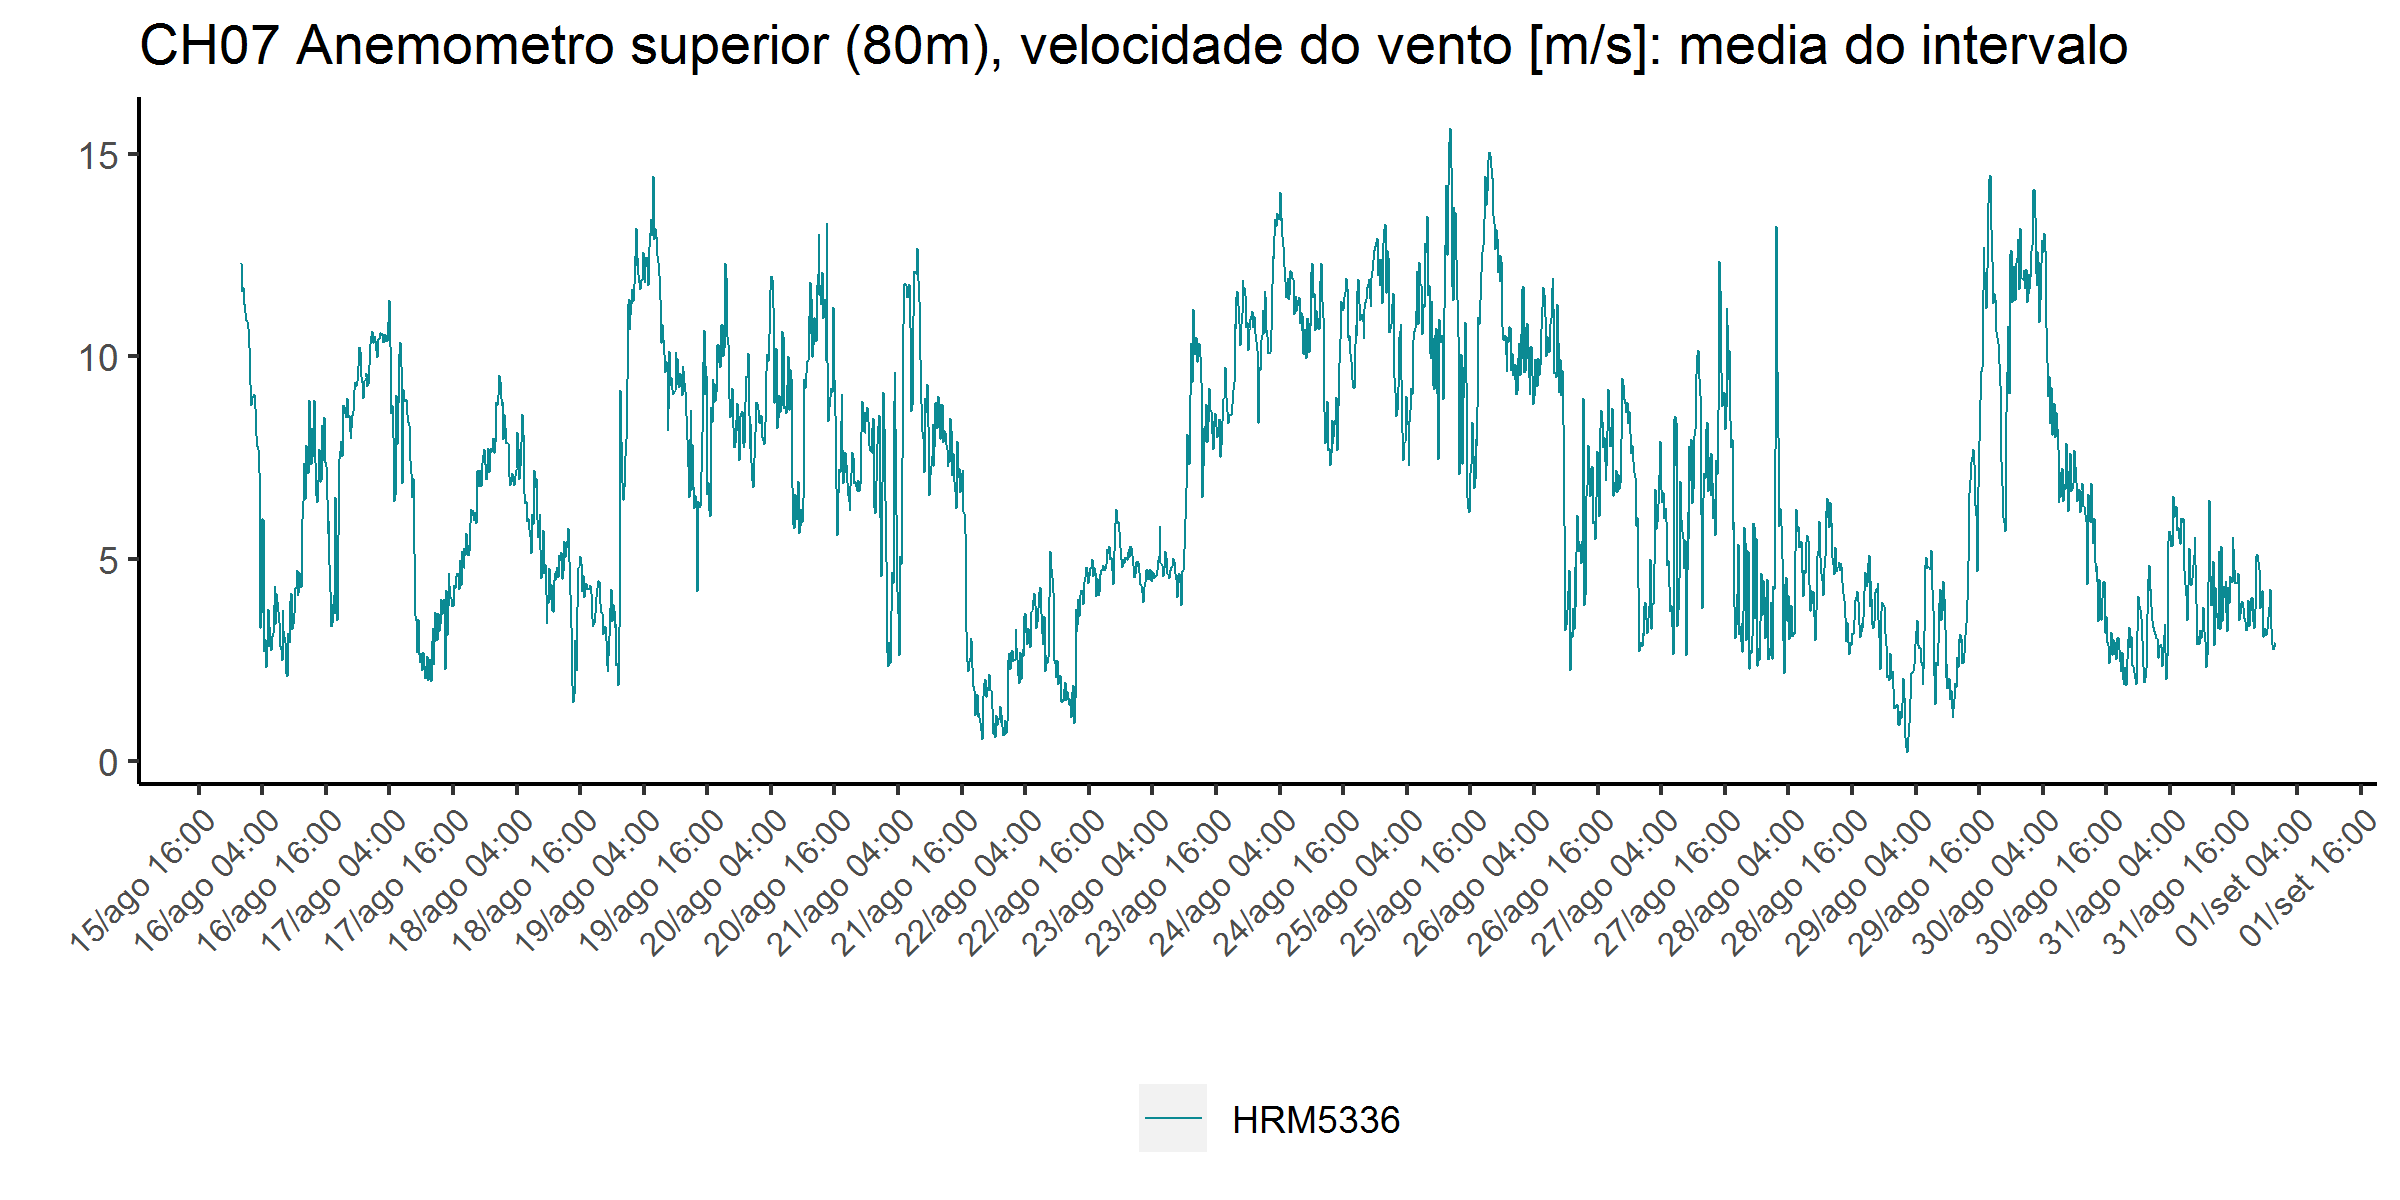 CH07 Anemometro superior (80m), velocidade do vento [m/s]: media do intervalo
15
10
5
0
15/ago 16:00
16/ago 04:00
16/ago 16:00
17/ago 04:00
17/ago 16:00
18/ago 04:00
18/ago 16:00
19/ago 04:00
19/ago 16:00
20/ago 04:00
20/ago 16:00
21/ago 04:00
21/ago 16:00
22/ago 04:00
22/ago 16:00
23/ago 04:00
23/ago 16:00
24/ago 04:00
24/ago 16:00
25/ago 04:00
25/ago 16:00
26/ago 04:00
26/ago 16:00
27/ago 04:00
27/ago 16:00
28/ago 04:00
28/ago 16:00
29/ago 04:00
29/ago 16:00
30/ago 04:00
30/ago 16:00
31/ago 04:00
31/ago 16:00
01/set 04:00
01/set 16:00
HRM5336